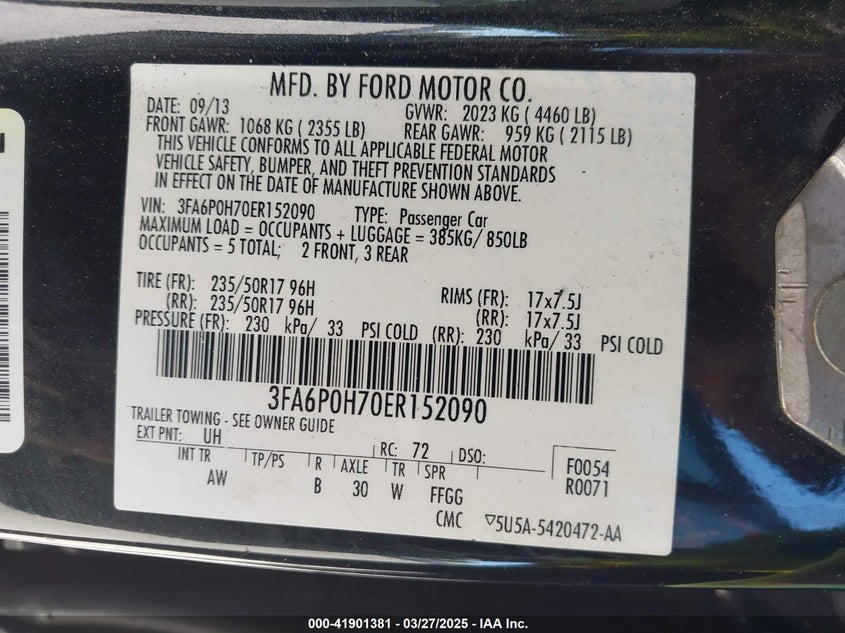 MFD. BY FORD MOTOR CO.
DATE: 09/13 GVWR: 2023 KG ( 4460 LB)
FRONT GAWR: 1068 KG ( 2355 LB) REAR GAWR: 959 KG ( 2115 LB)
THIS VEHICLE CONFORMS TO ALL APPLICABLE FEDERAL MOTOR
VEHICLE SAFETY, BUMPER, AND THEFT PREVENTION STANDARDS
IN EFFECT ON THE DATE OF MANUFACTURE SHOWN ABOVE.
VIN: 3FA6P0H70ER152090 TYPE: Passenger Car
MAXIMUM LOAD = OCCUPANTS + LUGGAGE = 385KG/ 850LB
OCCUPANTS = 5 TOTAL; 2 FRONT, 3 REAR
TIRE (FR): 235/50R17 96H RIMS (FR): 17x7.5J
(RR): 235/50R17 96H (RR): 17x7.5J
PRESSURE (FR): 230 kPa/ 33 PSI COLD (RR): 230 kPa/ 33 PSI COLD
3FA6P0H70ER152090
TRAILER TOWING - SEE OWNER GUIDE
EXT PNT: UH RC: 72 DSO:
INT TR TP/PS R AXLE TR SPR F0054
AW B 30 W FFGG R0071
CMC ▽5U5A-5420472-AA
000-41901381 | 03/27/2025 | IAA Inc.